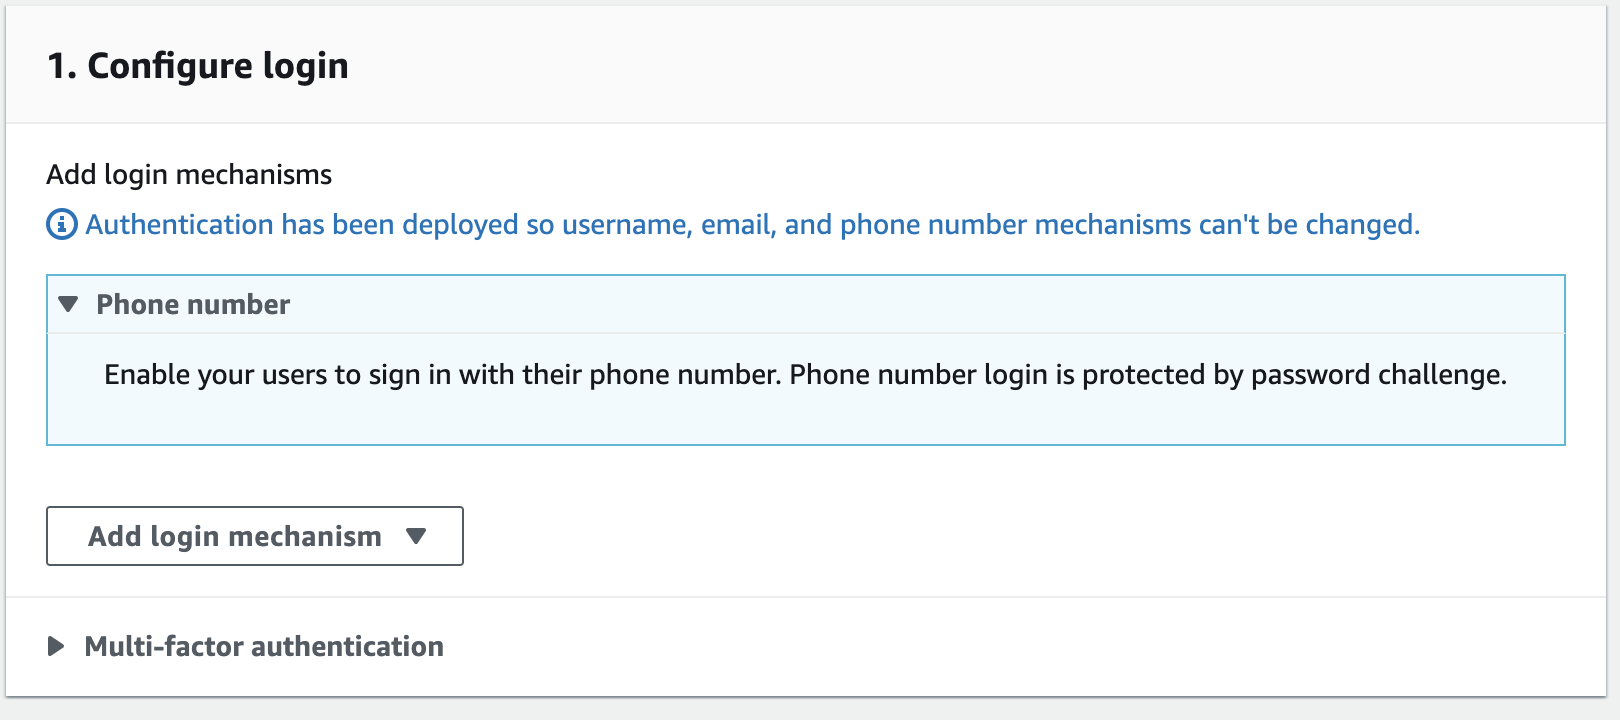 1. Configure login
Add login mechanisms
Authentication has been deployed so username, email, and phone number mechanisms can't be changed.
Phone number
Enable your users to sign in with their phone number. Phone number login is protected by password challenge.
Add login mechanism
Multi-factor authentication